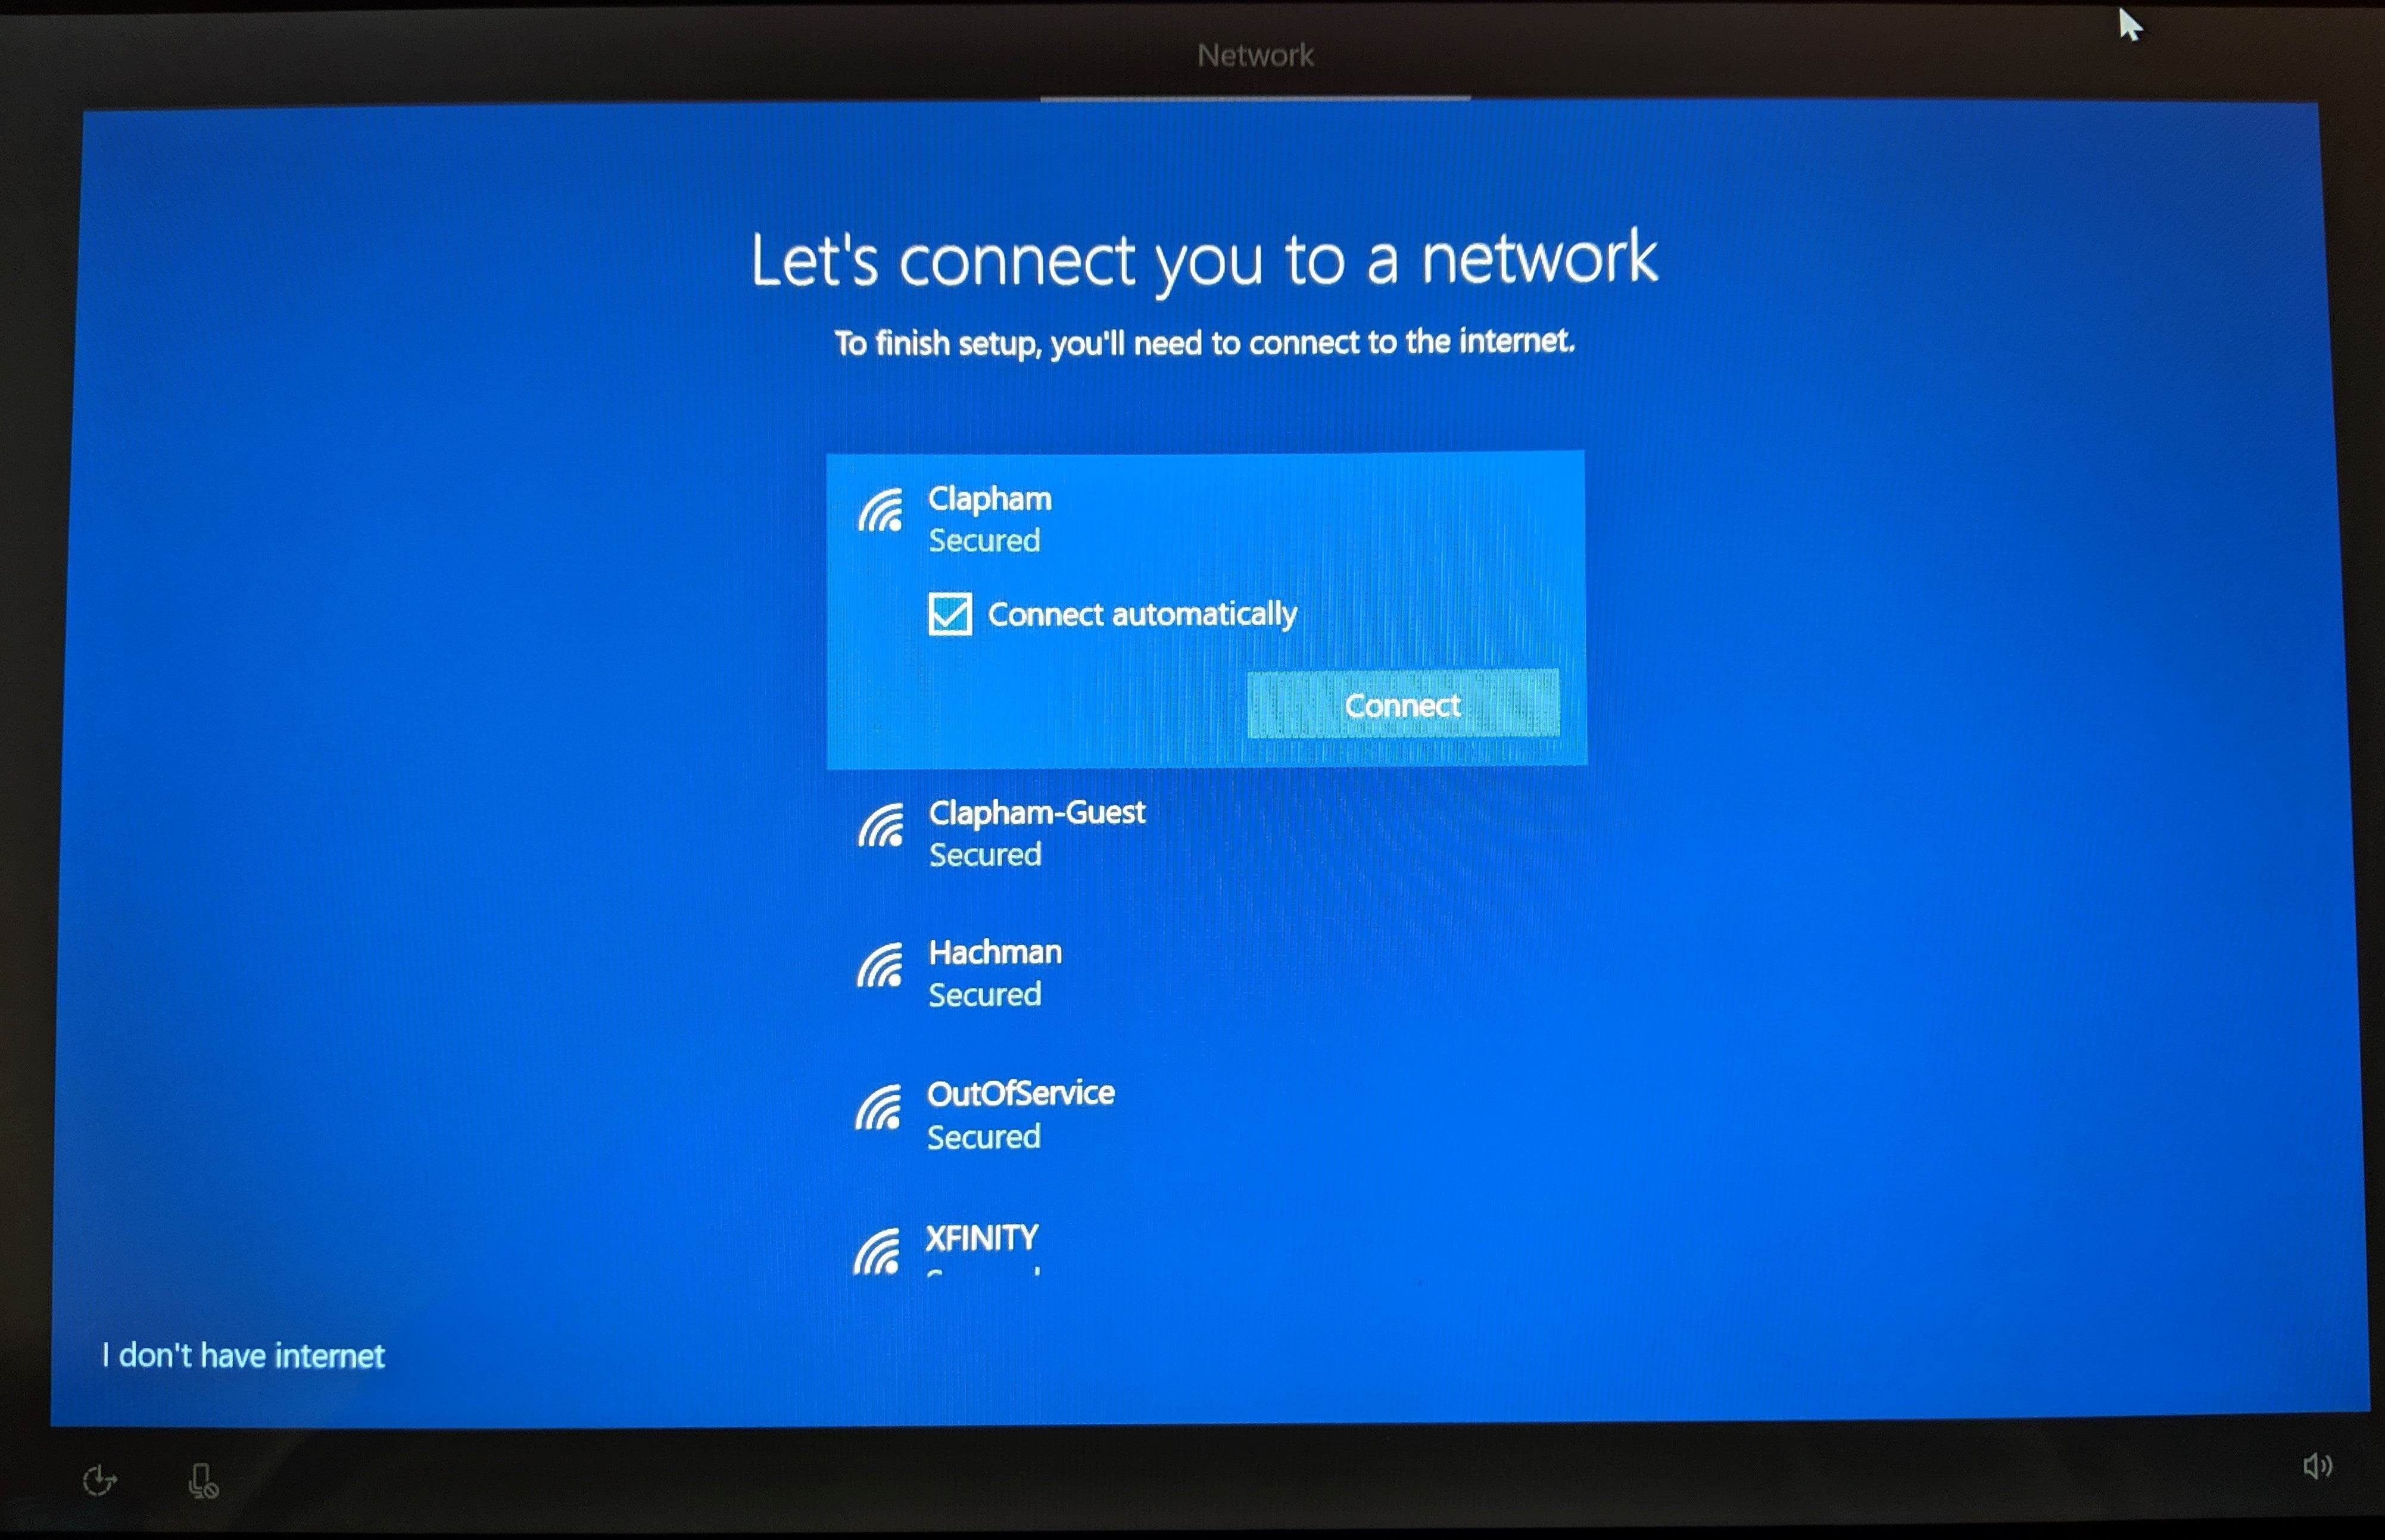 Network
Let's connect you to a network
To finish setup, you'll need to connect to the internet.
Clapham
Secured
Connect automatically
Connect
Clapham-Guest
Secured
Hachman
Secured
OutOfService
Secured
XFINITY
I don't have internet